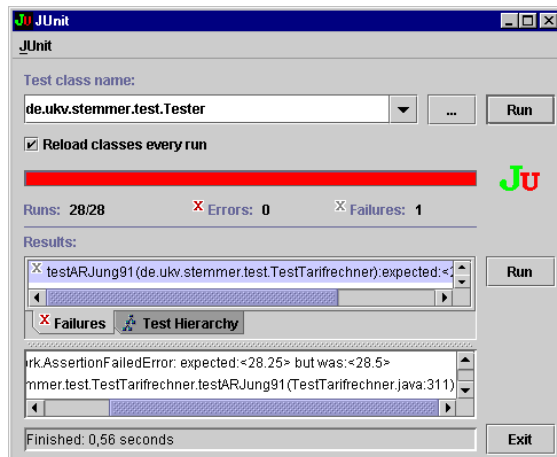 JU JUnit
JUnit
Test class name:
de.ukv.stemmer.test.Tester
...
Run
Reload classes every run
JU
Runs: 28/28 X Errors: 0 X Failures: 1
Results:
X testARJung91(de.ukv.stemmer.test.TestTarifrechner):expected:<2
Run
X Failures
Test Hierarchy
rk.AssertionFailedError: expected:<28.25> but was:<28.5>
mmer.test.TestTarifrechner.testARJung91(TestTarifrechner.java:311)
Finished: 0,56 seconds
Exit